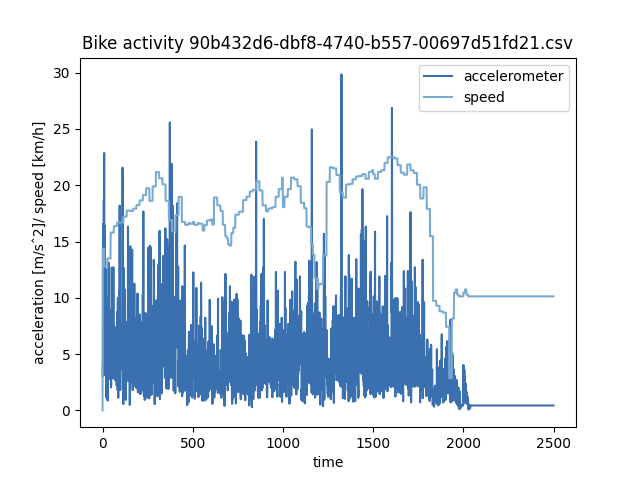 Bike activity 90b432d6-dbf8-4740-b557-00697d51fd21.csv
accelerometer
speed
acceleration [m/s^2]/ speed [km/h]
30
25
20
15
10
5
0
0 500 1000 1500 2000 2500
time